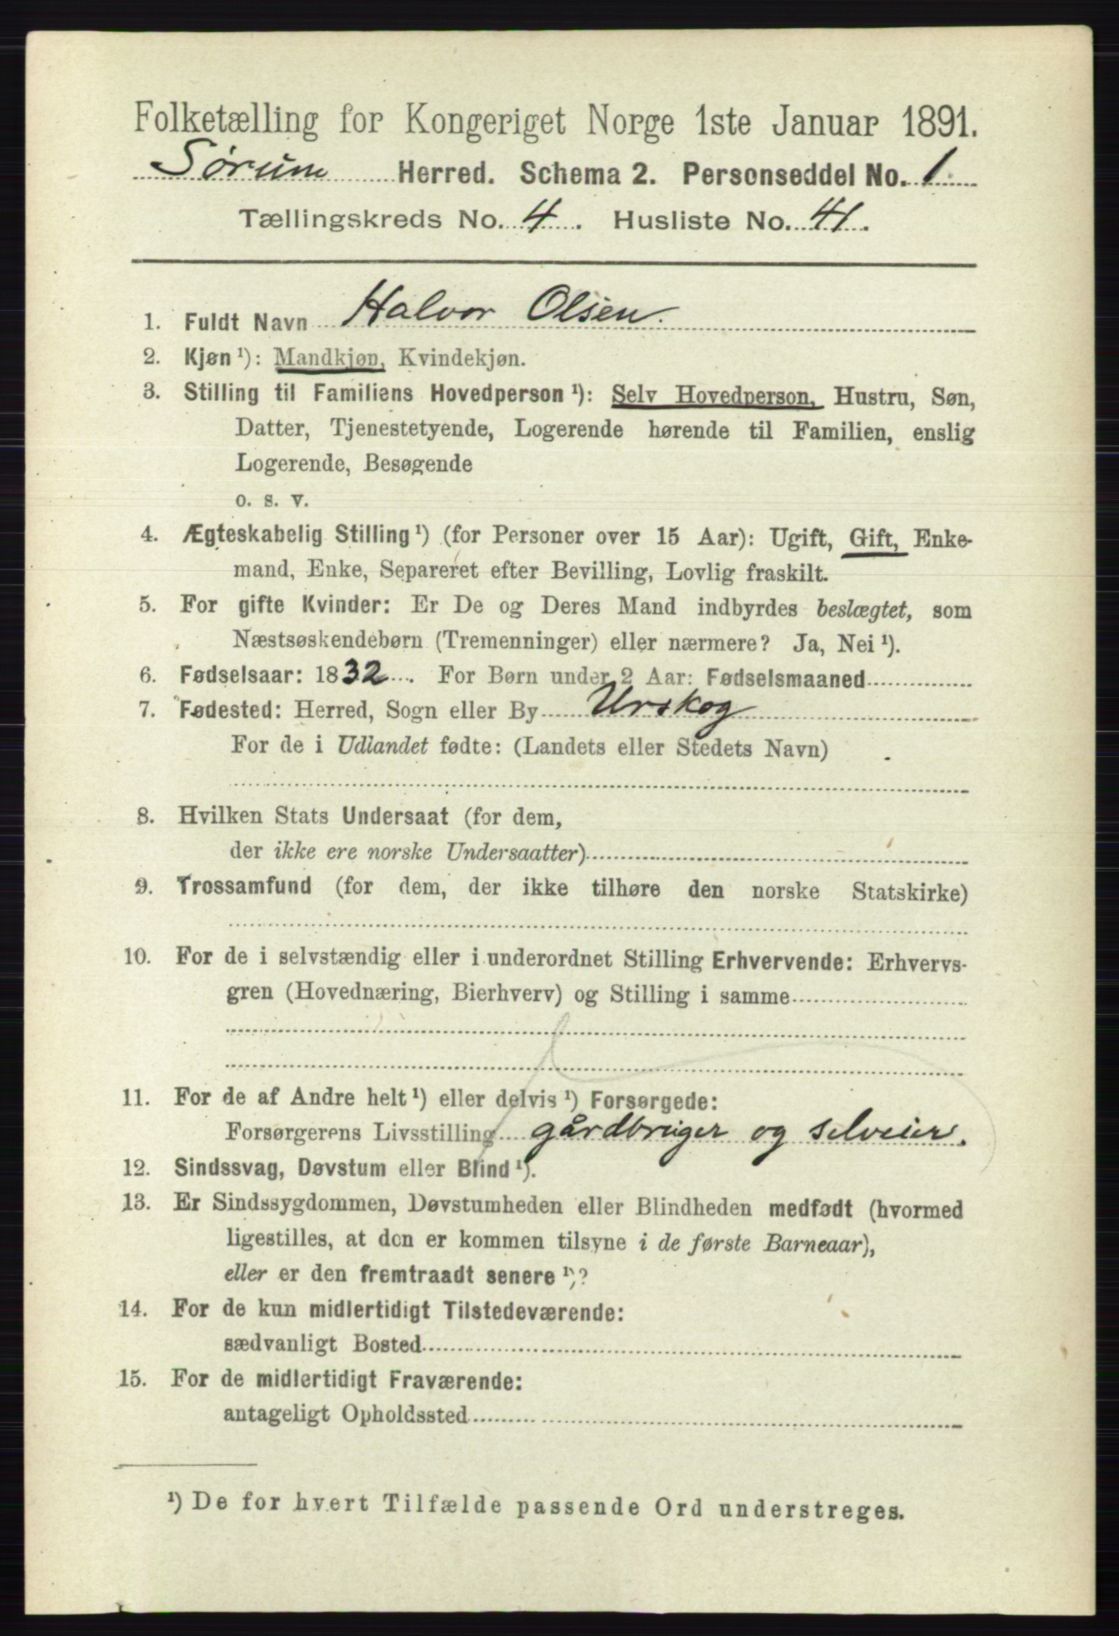 Folketælling for Kongeriget Norge 1ste Januar 1891.
Sørum Herred. Schema 2. Personseddel No. 1
Tællingskreds No. 4. Husliste No. 41.
1. Fuldt Navn Halvor Olsen.
2. Kjøn ¹): Mandkjøn, Kvindekjøn.
3. Stilling til Familiens Hovedperson ¹): Selv Hovedperson, Hustru, Søn,
Datter, Tjenestetyende, Logerende hørende til Familien, enslig
Logerende, Besøgende
o. s. v.
4. Ægteskabelig Stilling ¹) (for Personer over 15 Aar): Ugift, Gift, Enke-
mand, Enke, Separeret efter Bevilling, Lovlig fraskilt.
5. For gifte Kvinder: Er De og Deres Mand indbyrdes beslægtet, som
Næstsøskendebørn (Tremenninger) eller nærmere? Ja, Nei ¹).
6. Fødselsaar: 1832. For Børn under 2 Aar: Fødselsmaaned
7. Fødested: Herred, Sogn eller By Urskog
For de i Udlandet fødte: (Landets eller Stedets Navn)
8. Hvilken Stats Undersaat (for dem,
der ikke ere norske Undersaatter)
9. Trossamfund (for dem, der ikke tilhøre den norske Statskirke)
10. For de i selvstændig eller i underordnet Stilling Erhvervende: Erhvervs-
gren (Hovednæring, Bierhverv) og Stilling i samme
11. For de af Andre helt ¹) eller delvis ¹) Forsørgede:
Forsørgerens Livsstilling gårdbruger og selveier.
12. Sindssvag, Døvstum eller Blind ¹).
13. Er Sindssygdommen, Døvstumheden eller Blindheden medfødt (hvormed
ligestilles, at den er kommen tilsyne i de første Barneaar),
eller er den fremtraadt senere ¹)?
14. For de kun midlertidigt Tilstedeværende:
sædvanligt Bosted
15. For de midlertidigt Fraværende:
antageligt Opholdssted
¹) De for hvert Tilfælde passende Ord understreges.